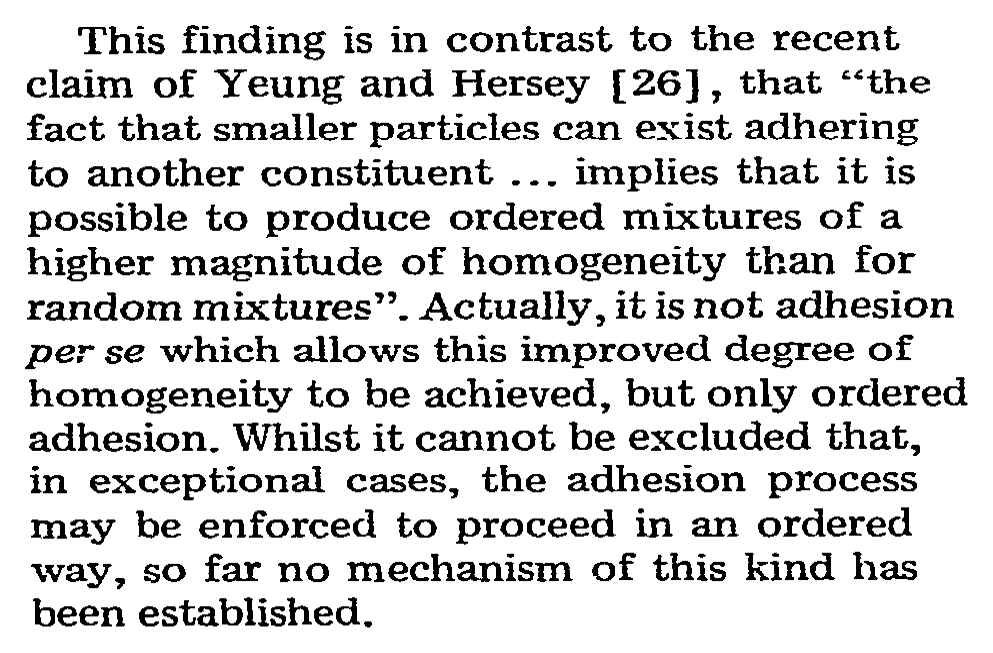 This finding is in contrast to the recent
claim of Yeung and Hersey [26], that “the
fact that smaller particles can exist adhering
to another constituent ... implies that it is
possible to produce ordered mixtures of a
higher magnitude of homogeneity than for
random mixtures”. Actually, it is not adhesion
per se which allows this improved degree of
homogeneity to be achieved, but only ordered
adhesion. Whilst it cannot be excluded that,
in exceptional cases, the adhesion process
may be enforced to proceed in an ordered
way, so far no mechanism of this kind has
been established.